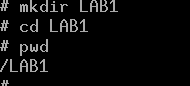 # mkdir LAB1
# cd LAB1
# pwd
/LAB1
#